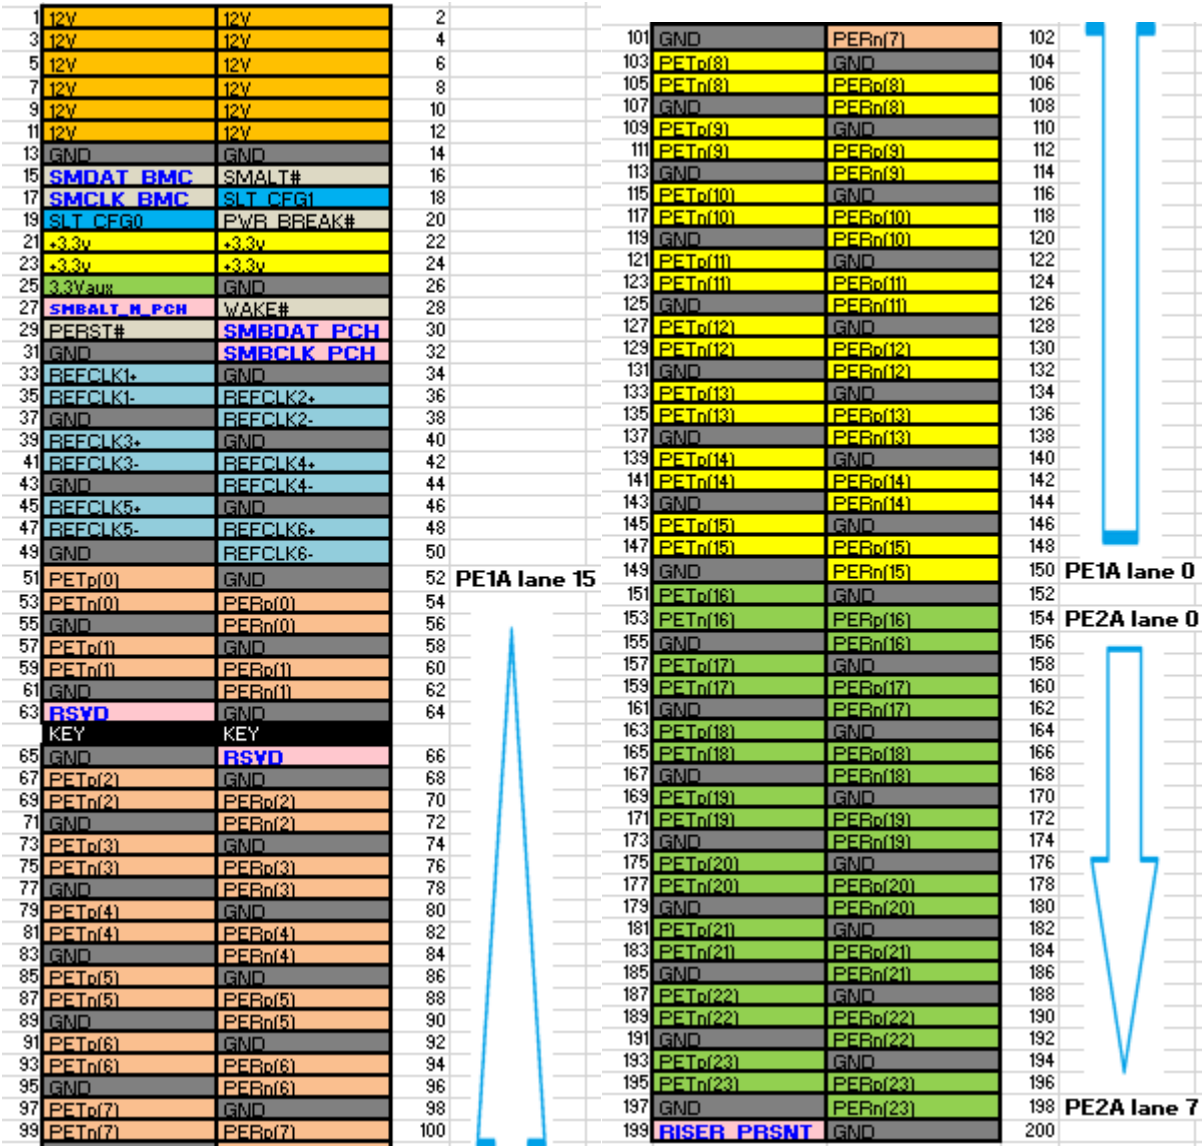 1 12V 12V 2
3 12V 12V 4
5 12V 12V 6
7 12V 12V 8
9 12V 12V 10
11 12V 12V 12
13 GND GND 14
15 SMDAT_BMC SMALT# 16
17 SMCLK_BMC SLT_CFG1 18
19 SLT_CFG0 PWR_BREAK# 20
21 +3.3v +3.3v 22
23 +3.3v +3.3v 24
25 3.3Vaux GND 26
27 SMBALT_N_PCH WAKE# 28
29 PERST# SMBDAT_PCH 30
31 GND SMBCLK_PCH 32
33 REFCLK1+ GND 34
35 REFCLK1- REFCLK2+ 36
37 GND REFCLK2- 38
39 REFCLK3+ GND 40
41 REFCLK3- REFCLK4+ 42
43 GND REFCLK4- 44
45 REFCLK5+ GND 46
47 REFCLK5- REFCLK6+ 48
49 GND REFCLK6- 50
51 PETp(0) GND 52 PE1A lane 15
53 PETn(0) PERp(0) 54
55 GND PERn(0) 56
57 PETp(1) GND 58
59 PETn(1) PERp(1) 60
61 GND PERn(1) 62
63 RSVD GND 64
KEY KEY
65 GND RSVD 66
67 PETp(2) GND 68
69 PETn(2) PERp(2) 70
71 GND PERn(2) 72
73 PETp(3) GND 74
75 PETn(3) PERp(3) 76
77 GND PERn(3) 78
79 PETp(4) GND 80
81 PETn(4) PERp(4) 82
83 GND PERn(4) 84
85 PETp(5) GND 86
87 PETn(5) PERp(5) 88
89 GND PERn(5) 90
91 PETp(6) GND 92
93 PETn(6) PERp(6) 94
95 GND PERn(6) 96
97 PETp(7) GND 98
99 PETn(7) PERp(7) 100
101 GND PERn(7) 102
103 PETp(8) GND 104
105 PETn(8) PERp(8) 106
107 GND PERn(8) 108
109 PETp(9) GND 110
111 PETn(9) PERp(9) 112
113 GND PERn(9) 114
115 PETp(10) GND 116
117 PETn(10) PERp(10) 118
119 GND PERn(10) 120
121 PETp(11) GND 122
123 PETn(11) PERp(11) 124
125 GND PERn(11) 126
127 PETp(12) GND 128
129 PETn(12) PERp(12) 130
131 GND PERn(12) 132
133 PETp(13) GND 134
135 PETn(13) PERp(13) 136
137 GND PERn(13) 138
139 PETp(14) GND 140
141 PETn(14) PERp(14) 142
143 GND PERn(14) 144
145 PETp(15) GND 146
147 PETn(15) PERp(15) 148
149 GND PERn(15) 150 PE1A lane 0
151 PETp(16) GND 152
153 PETn(16) PERp(16) 154 PE2A lane 0
155 GND PERn(16) 156
157 PETp(17) GND 158
159 PETn(17) PERp(17) 160
161 GND PERn(17) 162
163 PETp(18) GND 164
165 PETn(18) PERp(18) 166
167 GND PERn(18) 168
169 PETp(19) GND 170
171 PETn(19) PERp(19) 172
173 GND PERn(19) 174
175 PETp(20) GND 176
177 PETn(20) PERp(20) 178
179 GND PERn(20) 180
181 PETp(21) GND 182
183 PETn(21) PERp(21) 184
185 GND PERn(21) 186
187 PETp(22) GND 188
189 PETn(22) PERp(22) 190
191 GND PERn(22) 192
193 PETp(23) GND 194
195 PETn(23) PERp(23) 196
197 GND PERn(23) 198 PE2A lane 7
199 RISER_PRSNT GND 200